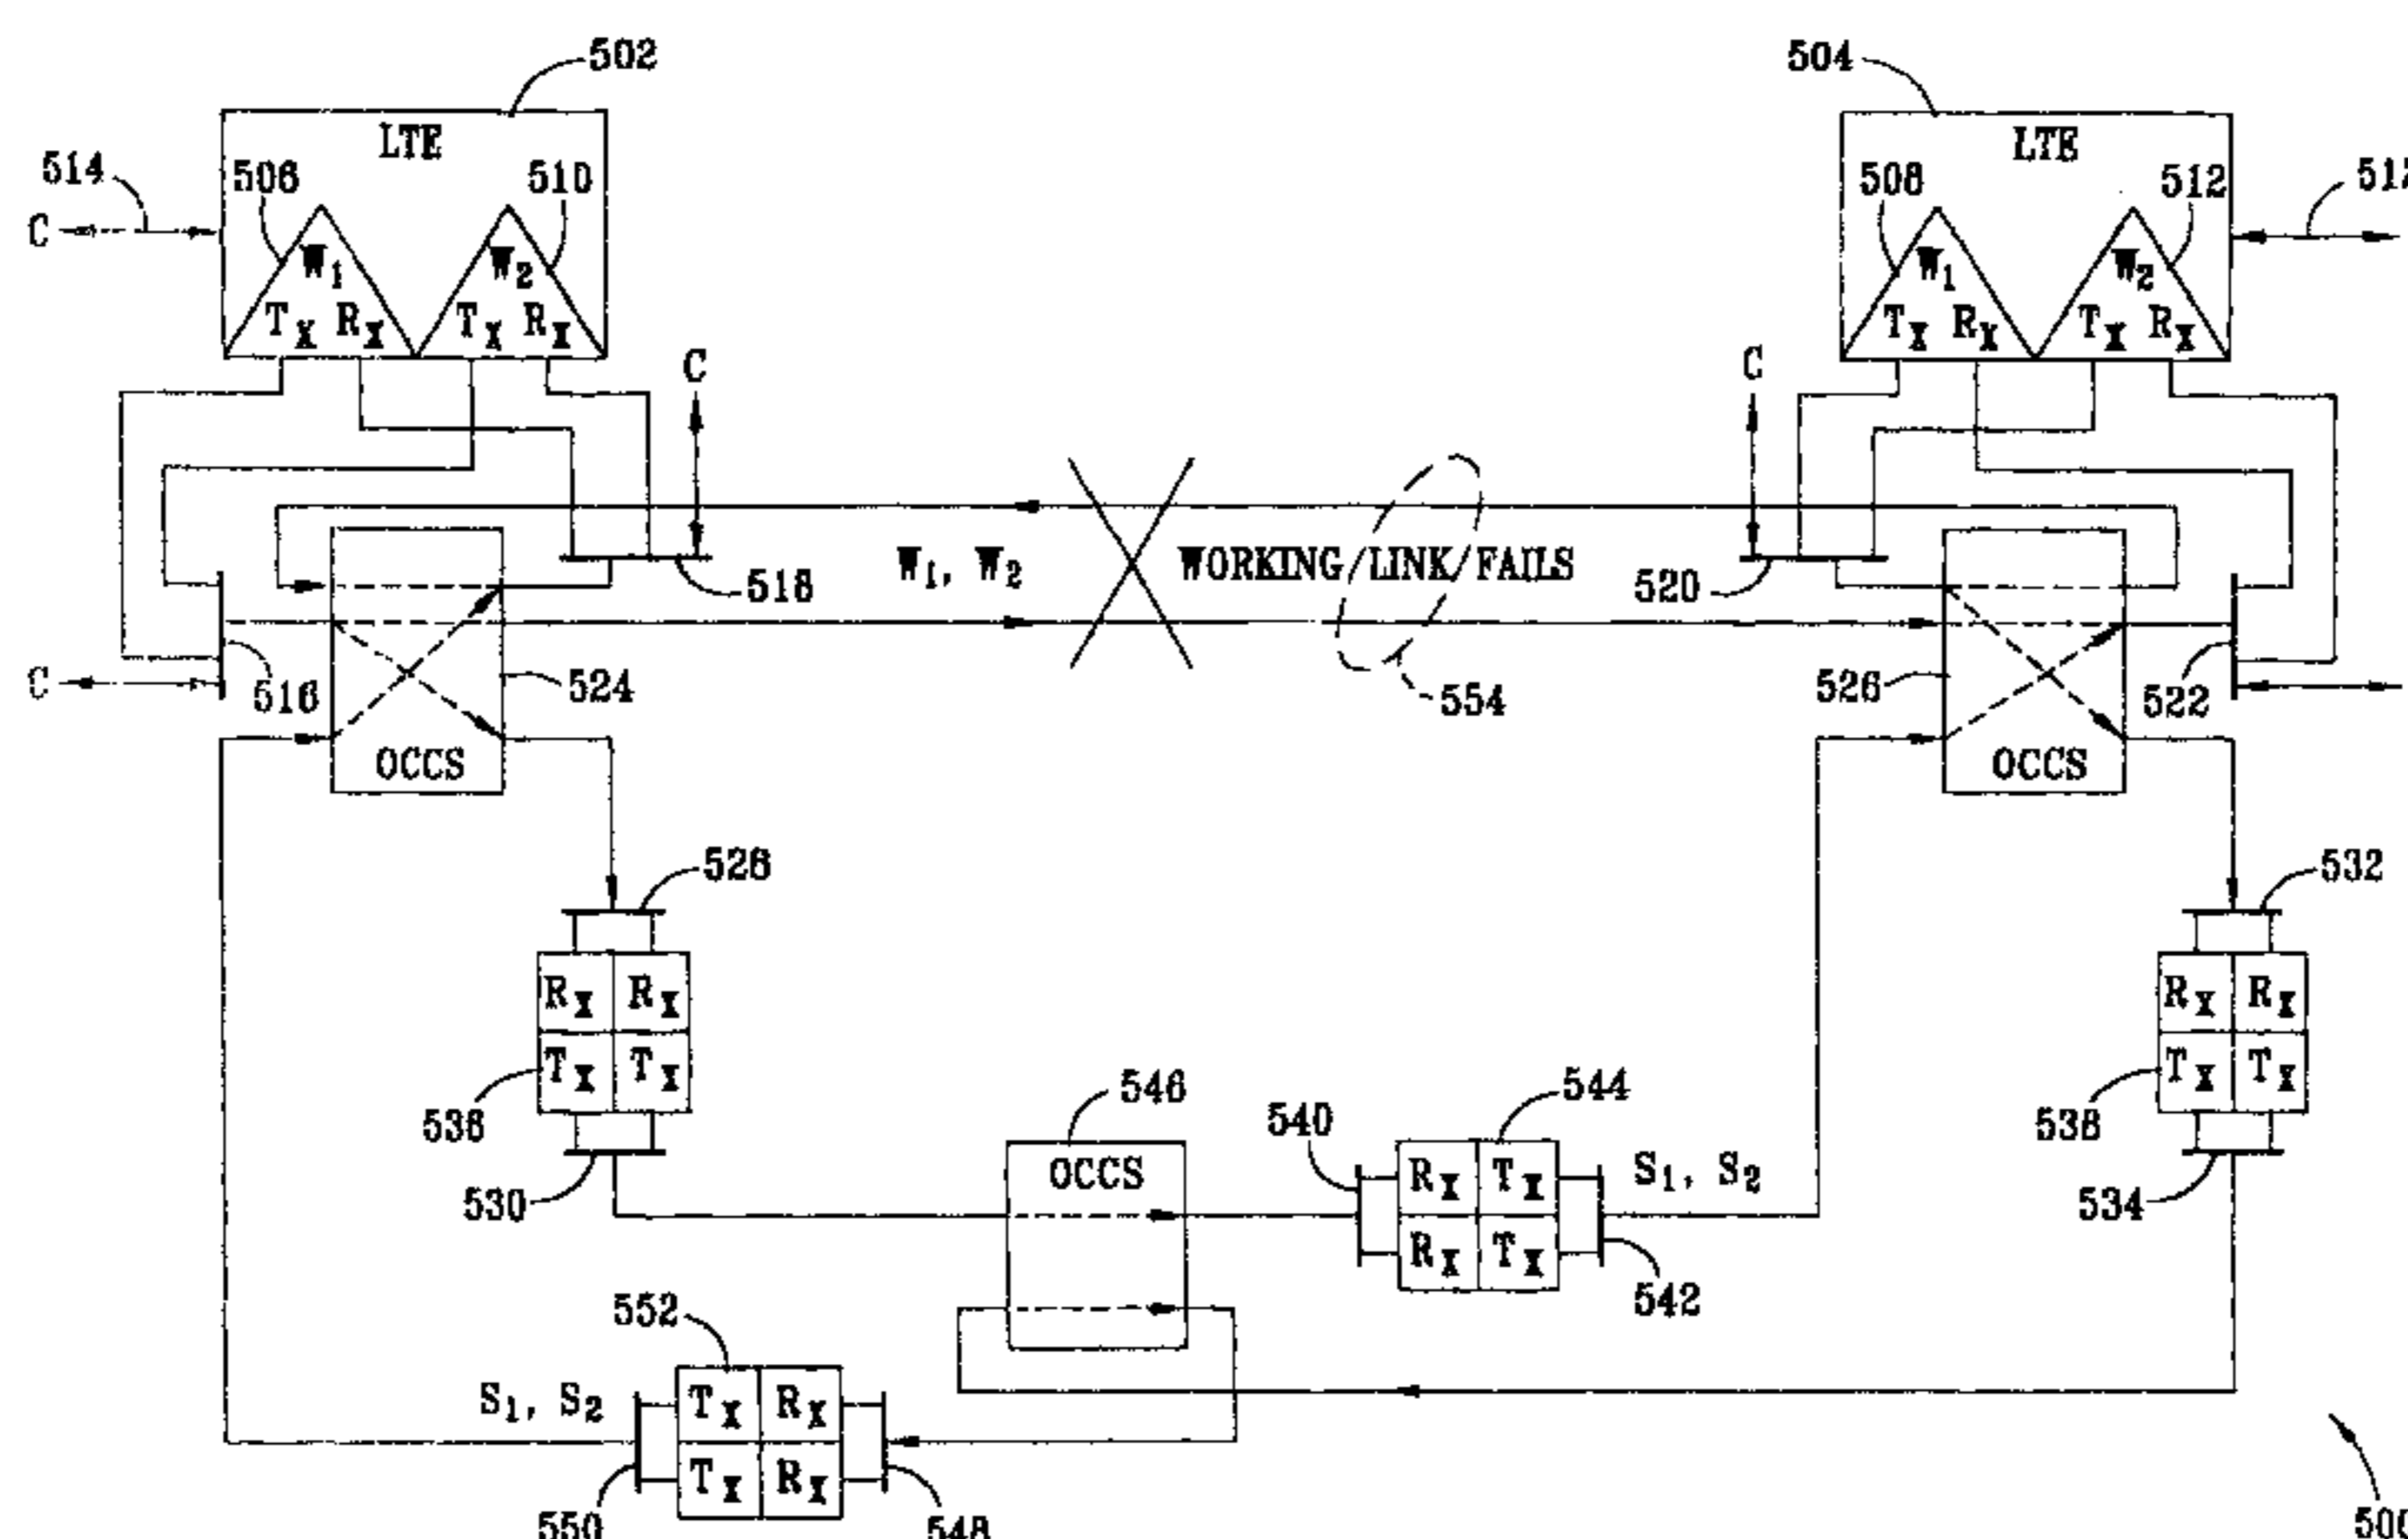 502
504
LTE
LTE
514
506
510
508
512
C
W1
W2
TX RX
TX RX
W1
W2
TX RX
TX RX
C
C
W1, W2
WORKING/LINK/FAILS
518
520
C
516
524
554
526
522
OCCS
OCCS
528
532
RX RX
TX TX
RX RX
TX TX
536
538
546
544
540
OCCS
530
RX TX
RX TX
S1, S2
534
542
552
S1, S2
TX RX
TX RX
550
548